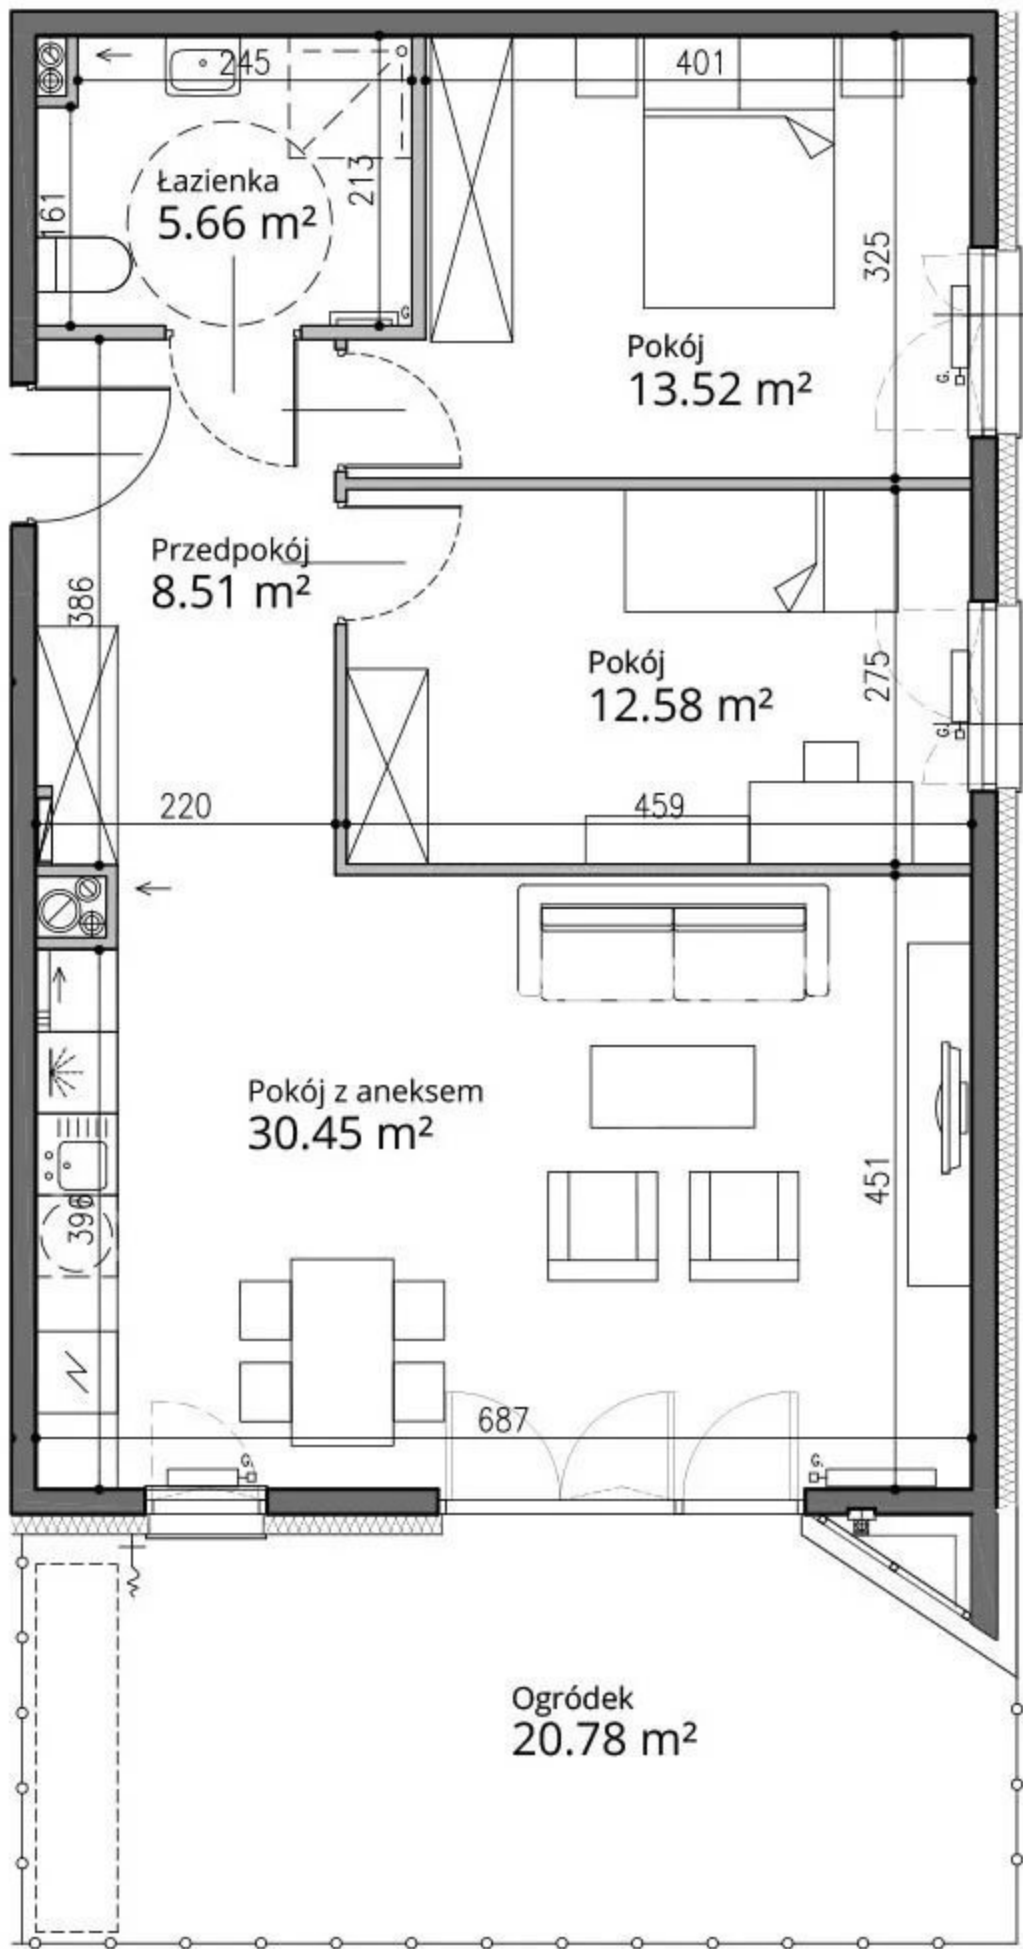 245
401
Łazienka
5.66 m²
213
161
325
G.
Pokój
13.52 m²
G.
Przedpokój
8.51 m²
386
Pokój
12.58 m²
275
G.
220
459
Pokój z aneksem
30.45 m²
451
396
687
G.
G.
Ogródek
20.78 m²